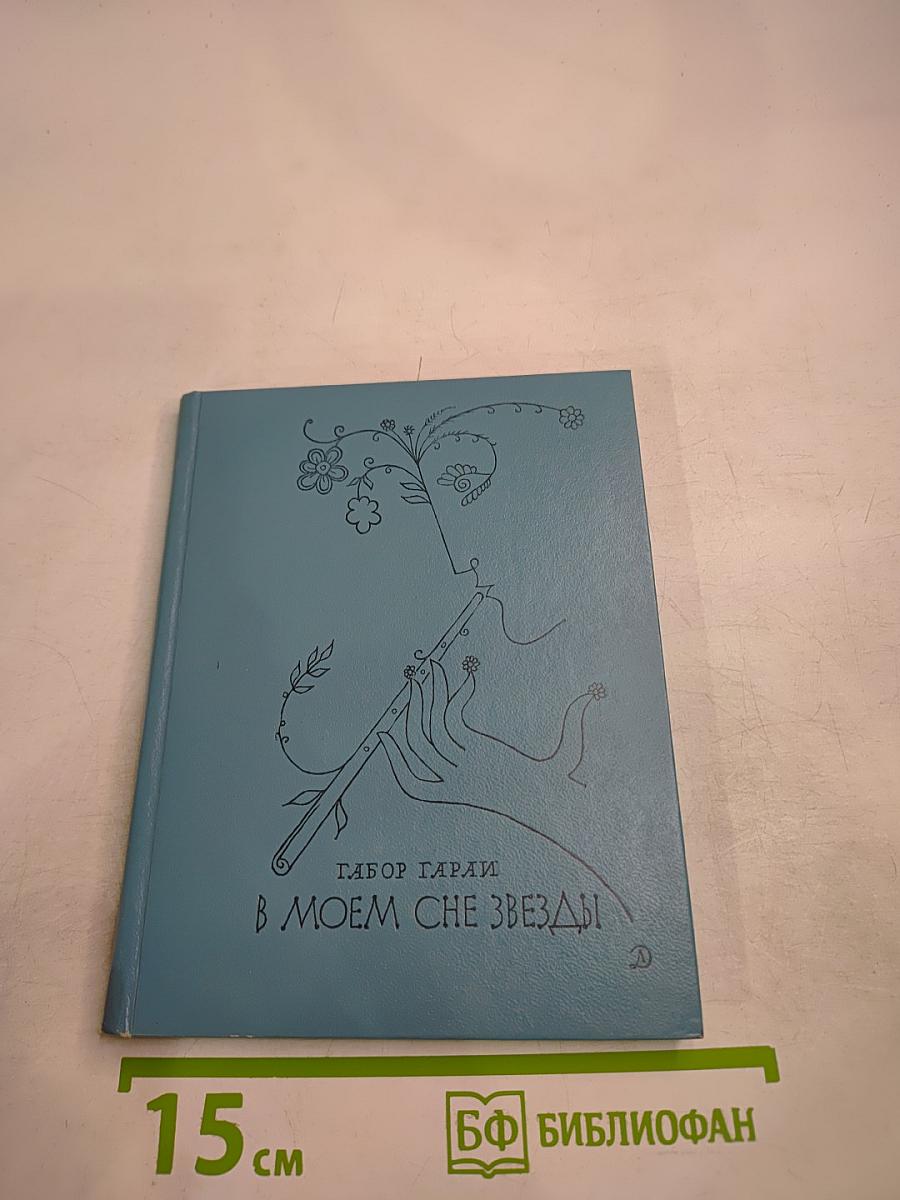 ГАБОР ГАРАИ
В МОЕМ СНЕ ЗВЕЗДЫ
Д
15 см
БФ БИБЛИОФАН